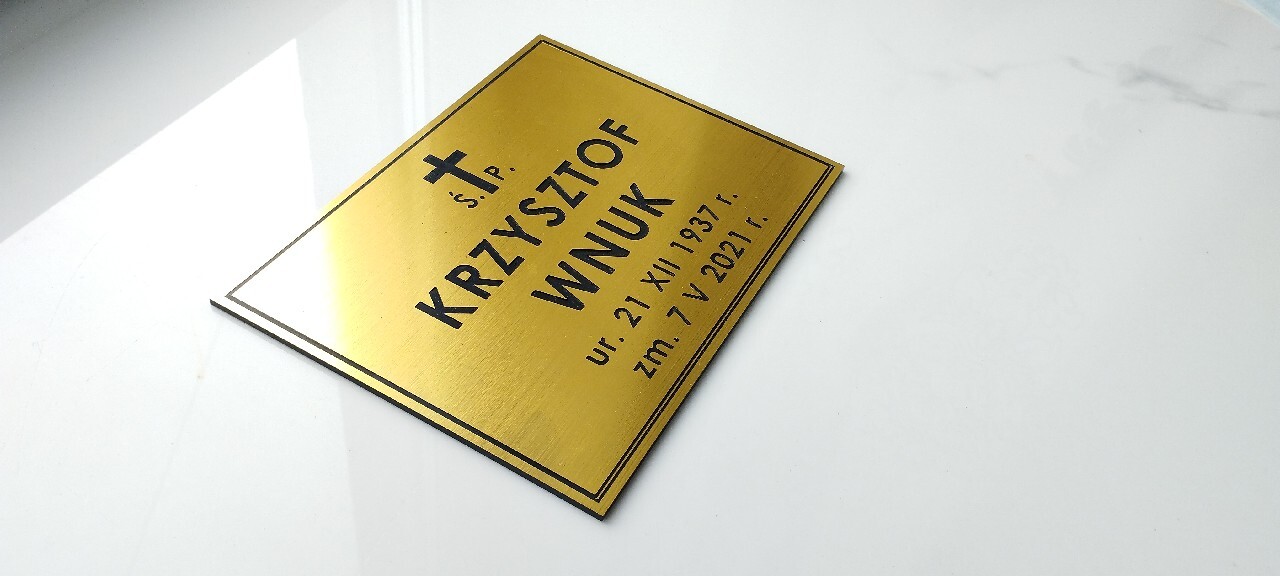 Ś. P.
KRZYSZTOF
WNUK
ur. 21 XII 1937 r.
zm. 7 V 2021 r.